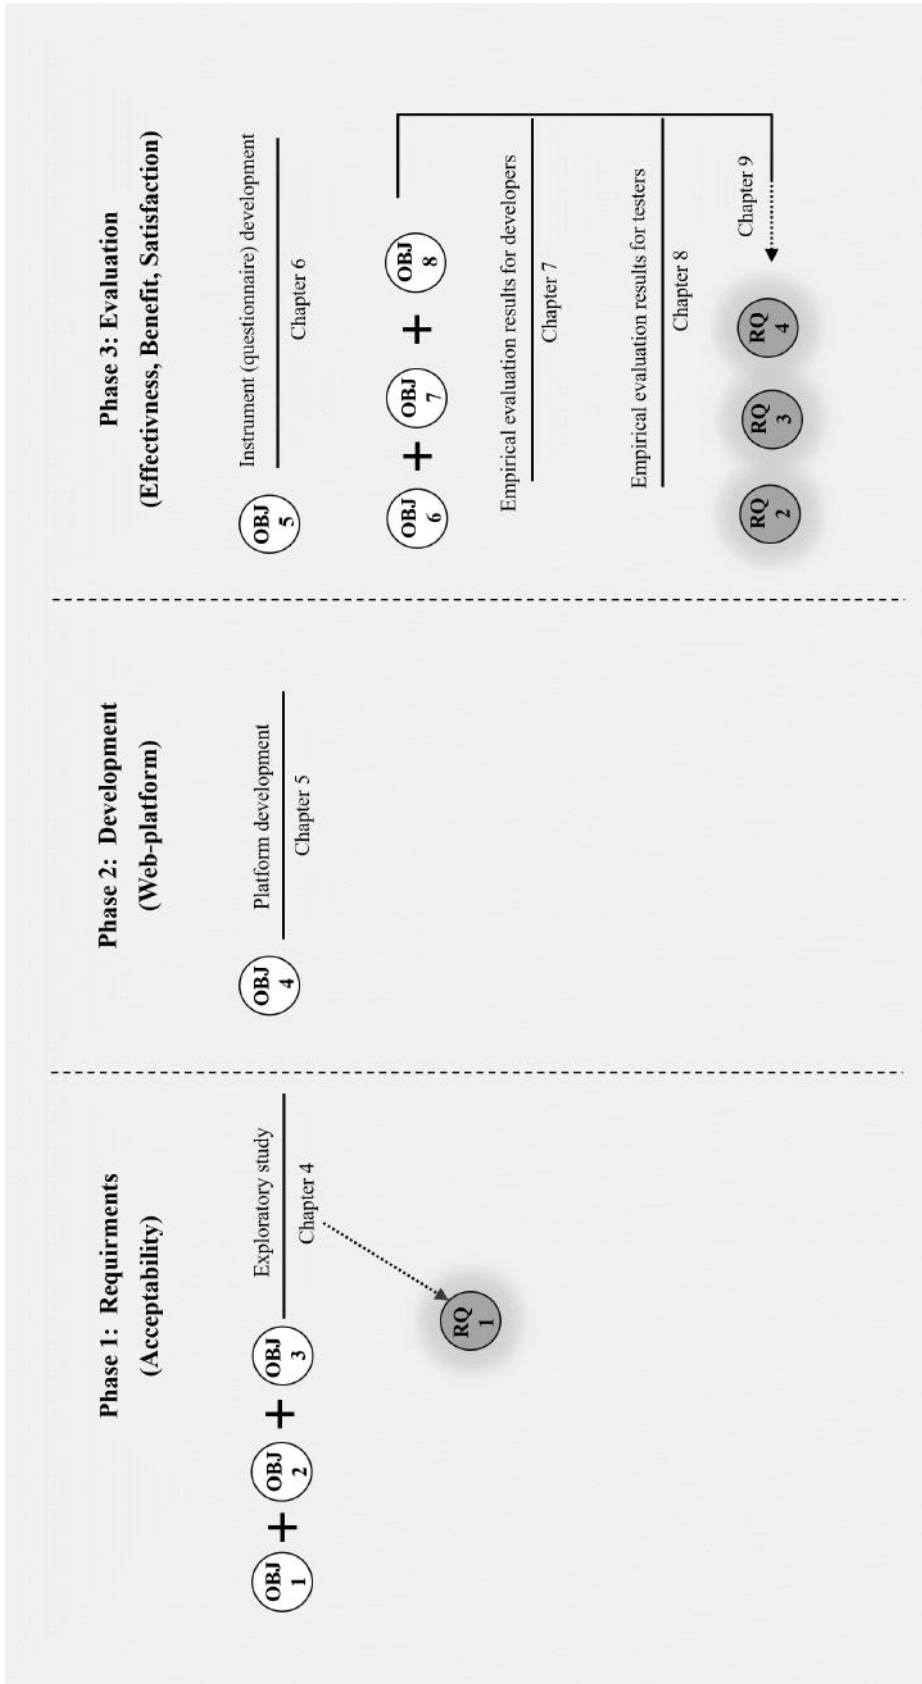 Phase 1: Requirments
(Acceptability)
OBJ
1
+
OBJ
2
+
OBJ
3
Exploratory study
Chapter 4
RQ
1
Phase 2: Development
(Web-platform)
OBJ
4
Platform development
Chapter 5
Phase 3: Evaluation
(Effectivness, Benefit, Satisfaction)
OBJ
5
Instrument (questionnaire) development
Chapter 6
OBJ
6
+
OBJ
7
+
OBJ
8
Empirical evaluation results for developers
Chapter 7
Empirical evaluation results for testers
Chapter 8
RQ
2
RQ
3
RQ
4
Chapter 9